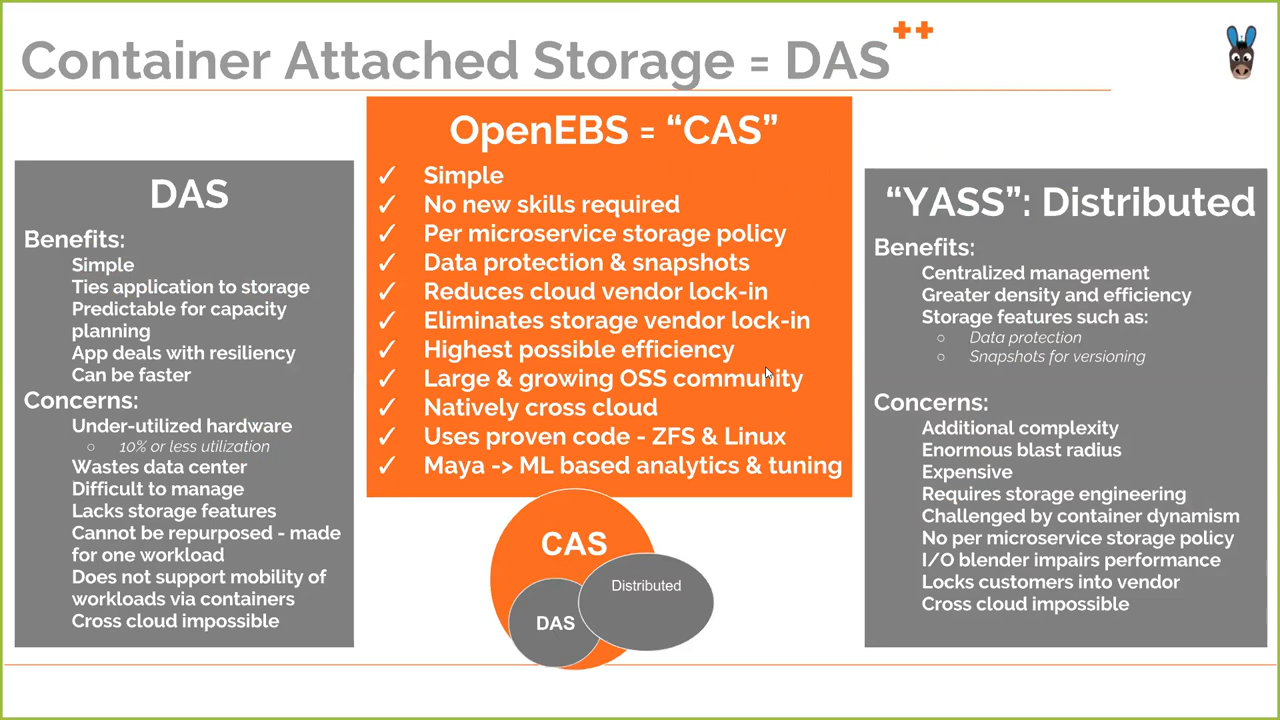 Container Attached Storage = DAS++
DAS
Benefits:
Simple
Ties application to storage
Predictable for capacity
planning
App deals with resiliency
Can be faster
Concerns:
Under-utilized hardware
○ 10% or less utilization
Wastes data center
Difficult to manage
Lacks storage features
Cannot be repurposed - made
for one workload
Does not support mobility of
workloads via containers
Cross cloud impossible
OpenEBS = “CAS”
✓ Simple
✓ No new skills required
✓ Per microservice storage policy
✓ Data protection & snapshots
✓ Reduces cloud vendor lock-in
✓ Eliminates storage vendor lock-in
✓ Highest possible efficiency
✓ Large & growing OSS community
✓ Natively cross cloud
✓ Uses proven code - ZFS & Linux
✓ Maya -> ML based analytics & tuning
CAS
Distributed
DAS
“YASS”: Distributed
Benefits:
Centralized management
Greater density and efficiency
Storage features such as:
○ Data protection
○ Snapshots for versioning
Concerns:
Additional complexity
Enormous blast radius
Expensive
Requires storage engineering
Challenged by container dynamism
No per microservice storage policy
I/O blender impairs performance
Locks customers into vendor
Cross cloud impossible